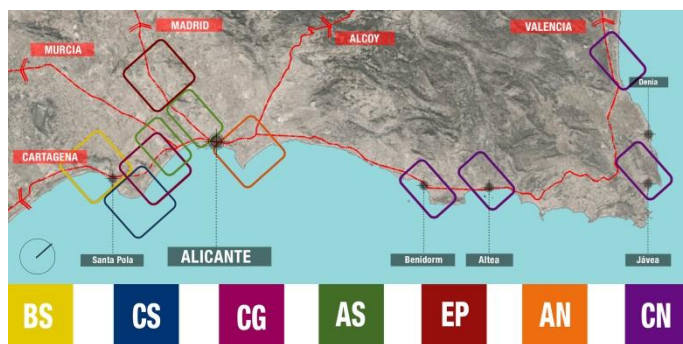 MADRID
VALENCIA
MURCIA
ALCOY
Denia
CARTAGENA
Santa Pola
ALICANTE
Benidorm
Altea
Jávea
BS
CS
CG
AS
EP
AN
CN